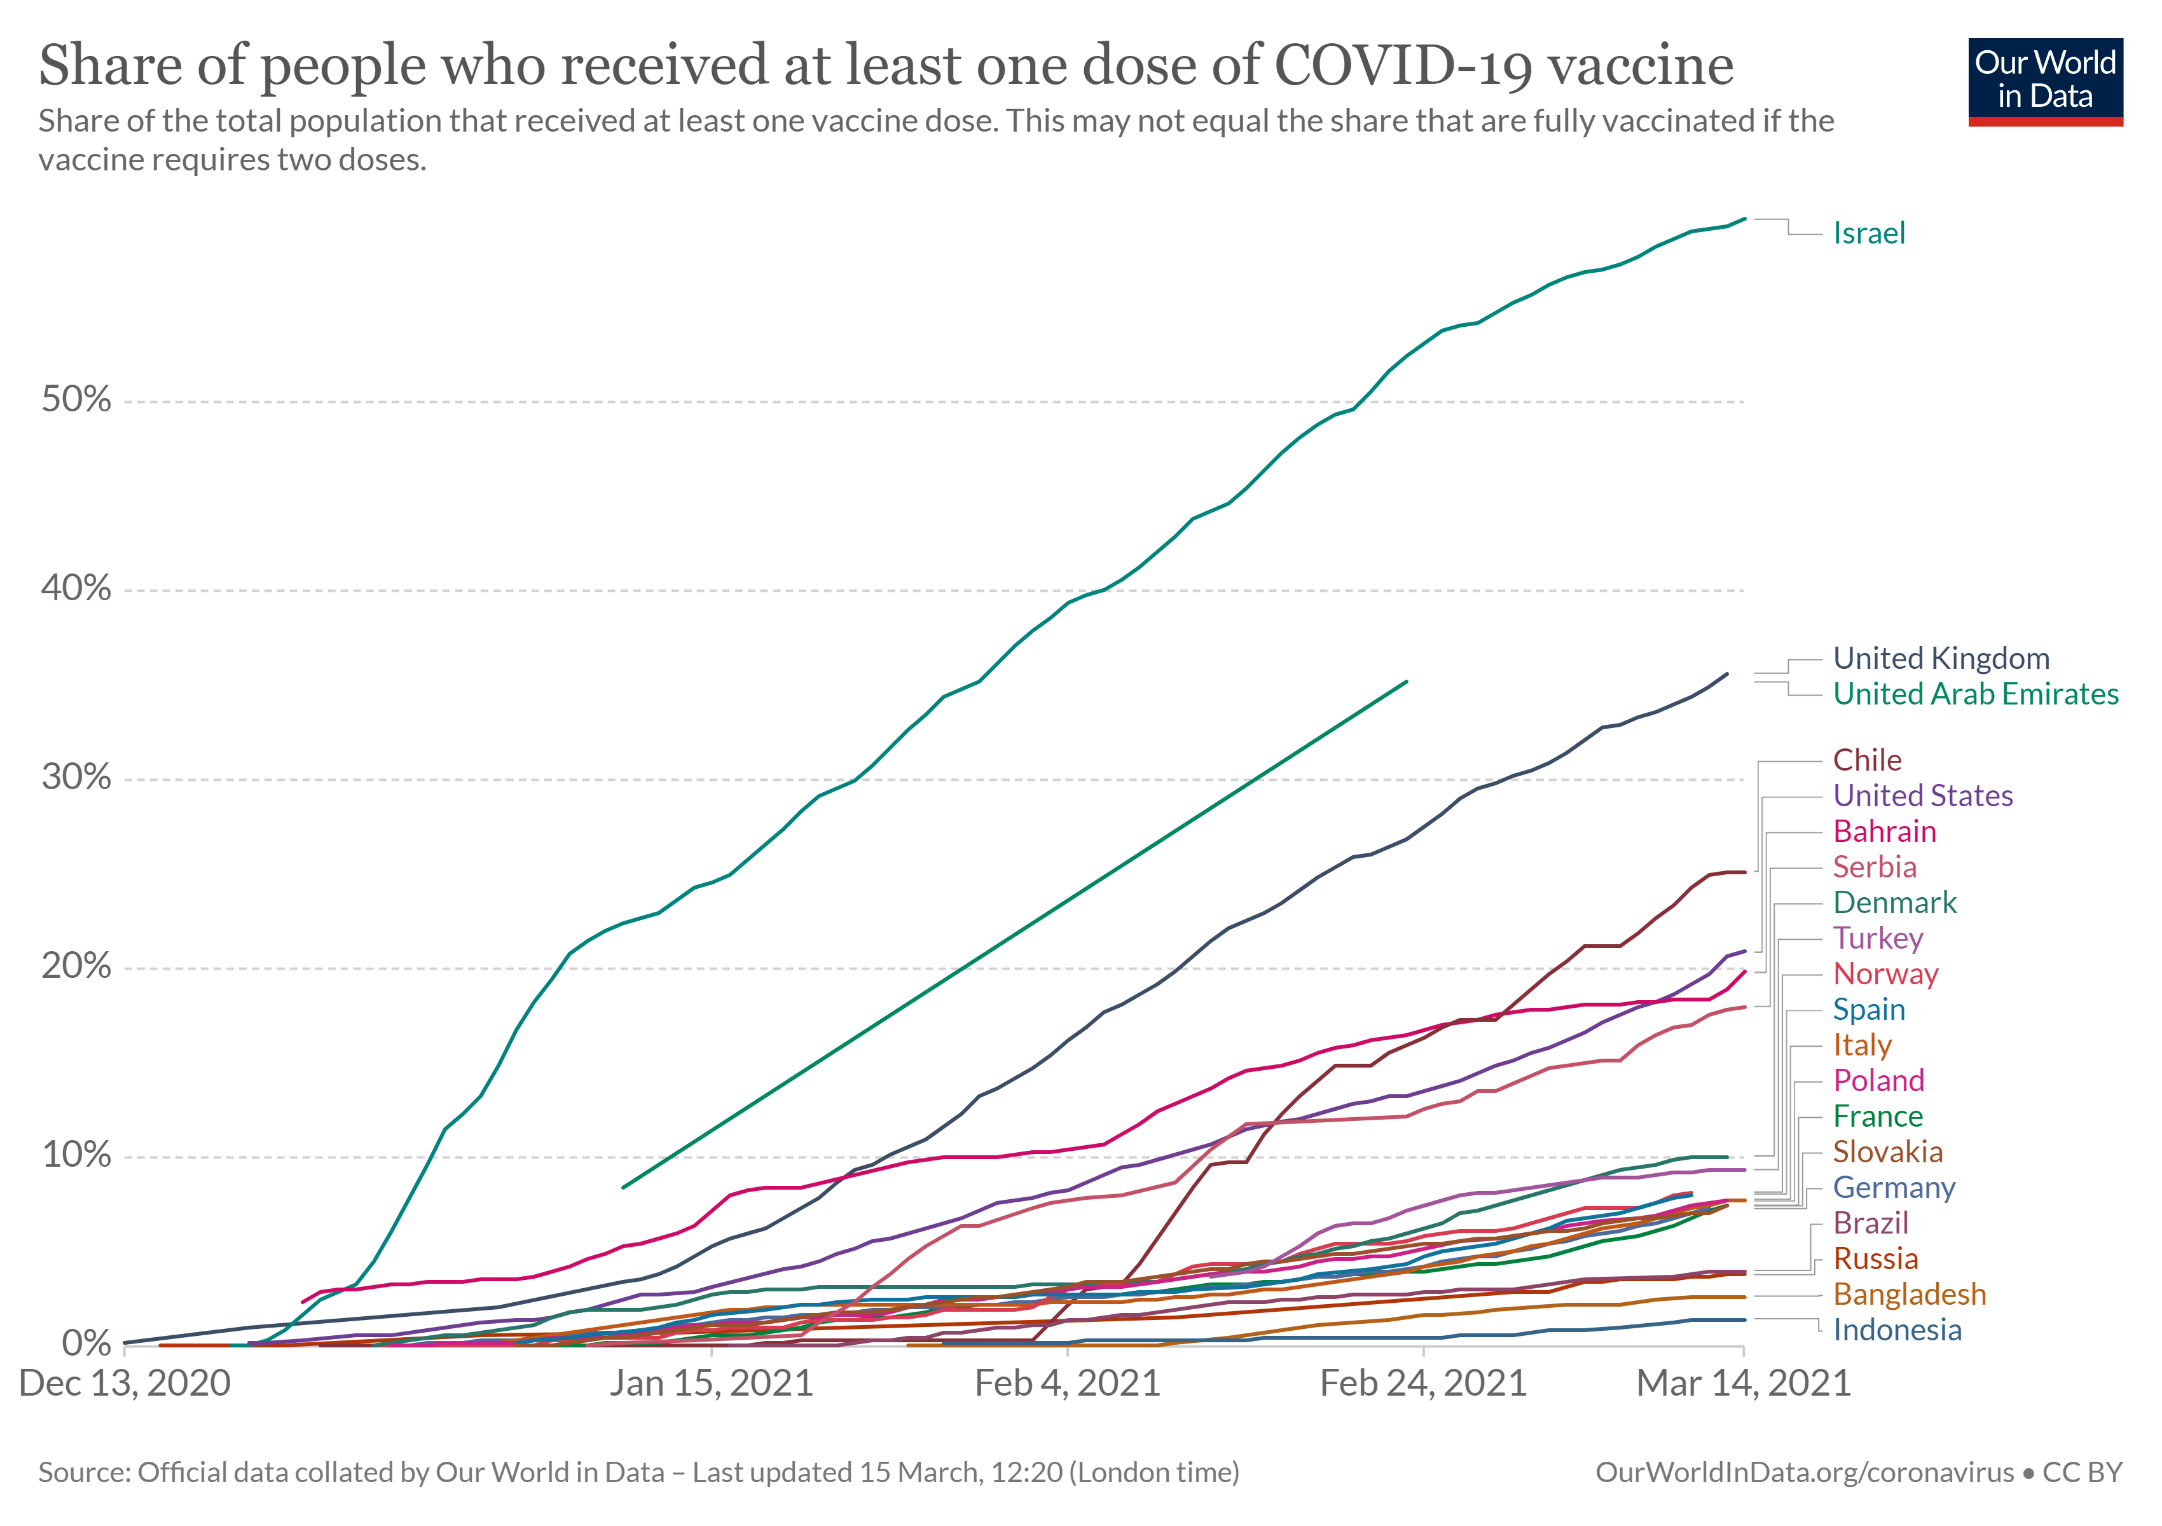 Share of people who received at least one dose of COVID-19 vaccine
Our World
in Data
Share of the total population that received at least one vaccine dose. This may not equal the share that are fully vaccinated if the
vaccine requires two doses.
Israel
50%
40%
United Kingdom
United Arab Emirates
Chile
30%
United States
Bahrain
Serbia
Denmark
Turkey
20%
Norway
Spain
Italy
Poland
France
10%
Slovakia
Germany
Brazil
Russia
Bangladesh
Indonesia
0%
Dec 13, 2020
Jan 15, 2021
Feb 4, 2021
Feb 24, 2021
Mar 14, 2021
Source: Official data collated by Our World in Data – Last updated 15 March, 12:20 (London time)
OurWorldInData.org/coronavirus • CC BY